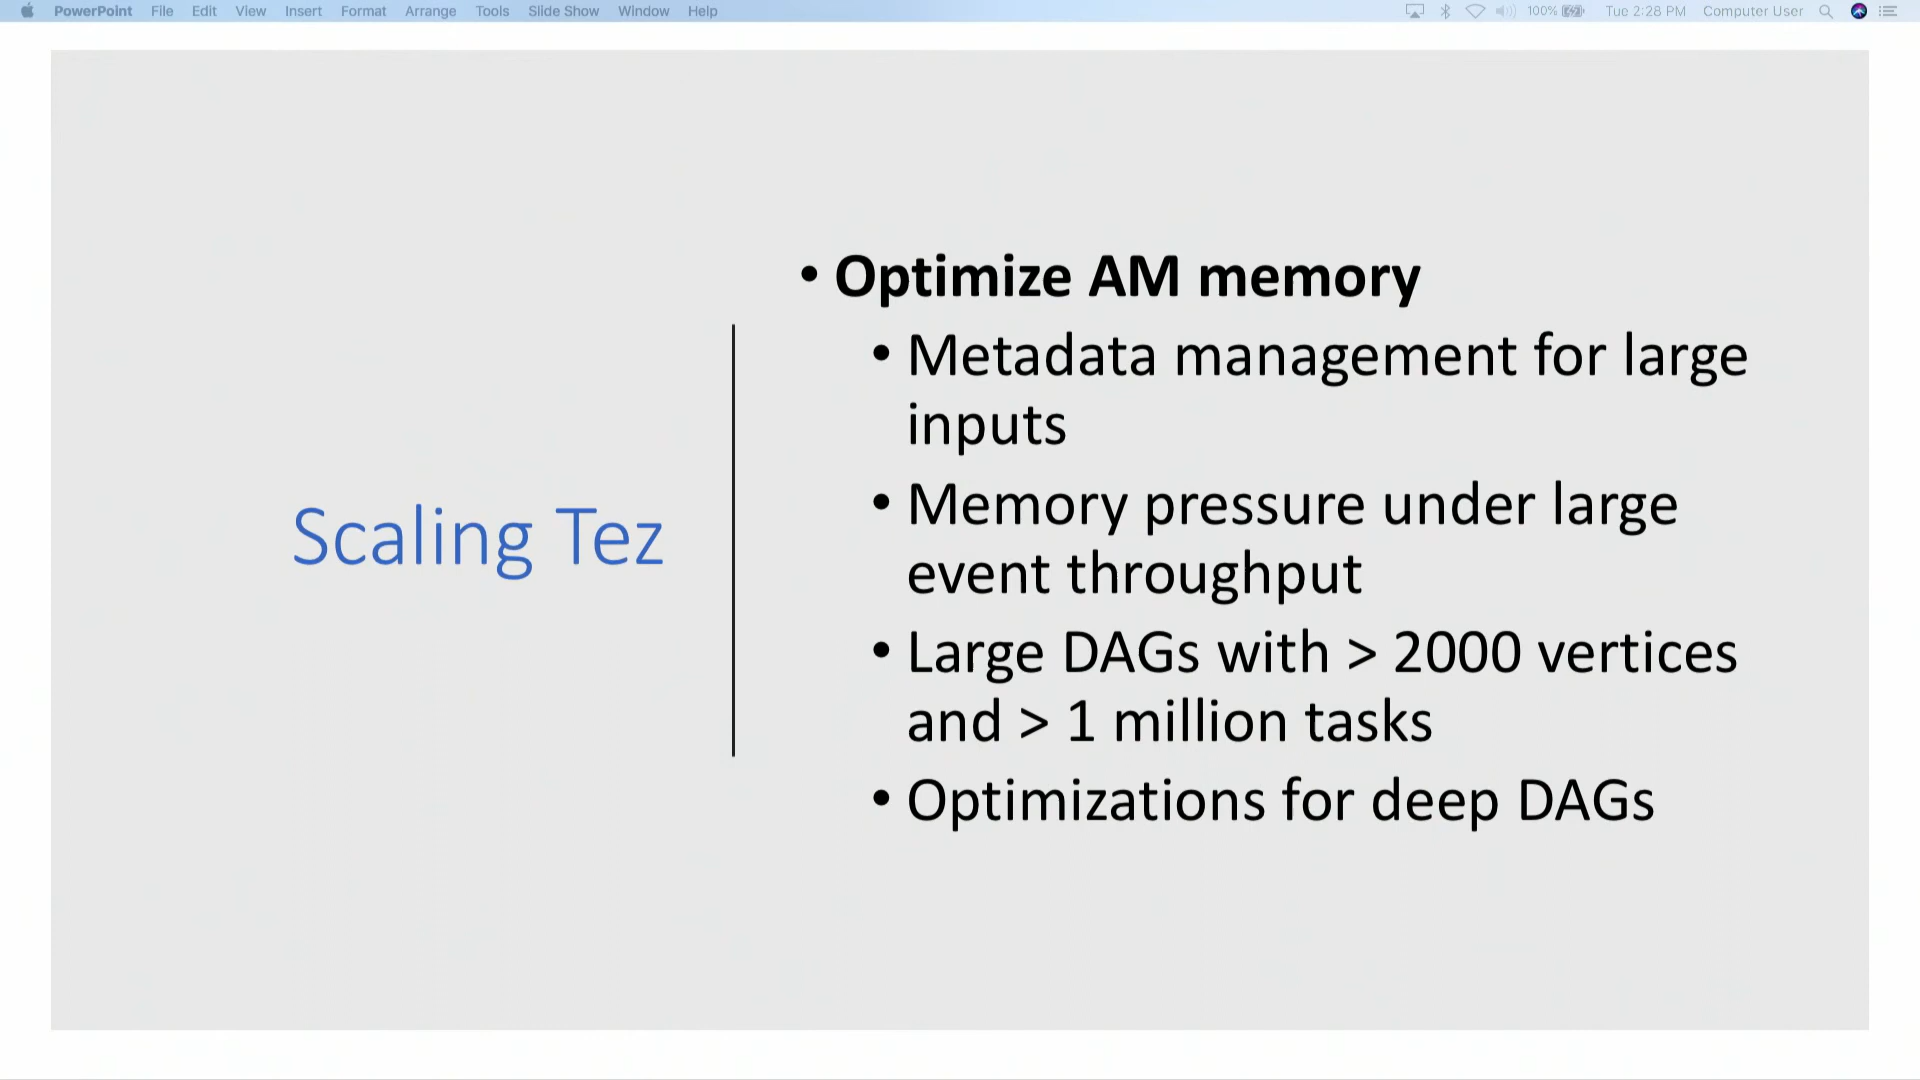 PowerPoint File Edit View Insert Format Arrange Tools Slide Show Window Help 100% Tue 2:28 PM Computer User
Scaling Tez
• Optimize AM memory
• Metadata management for large
inputs
• Memory pressure under large
event throughput
• Large DAGs with > 2000 vertices
and > 1 million tasks
• Optimizations for deep DAGs